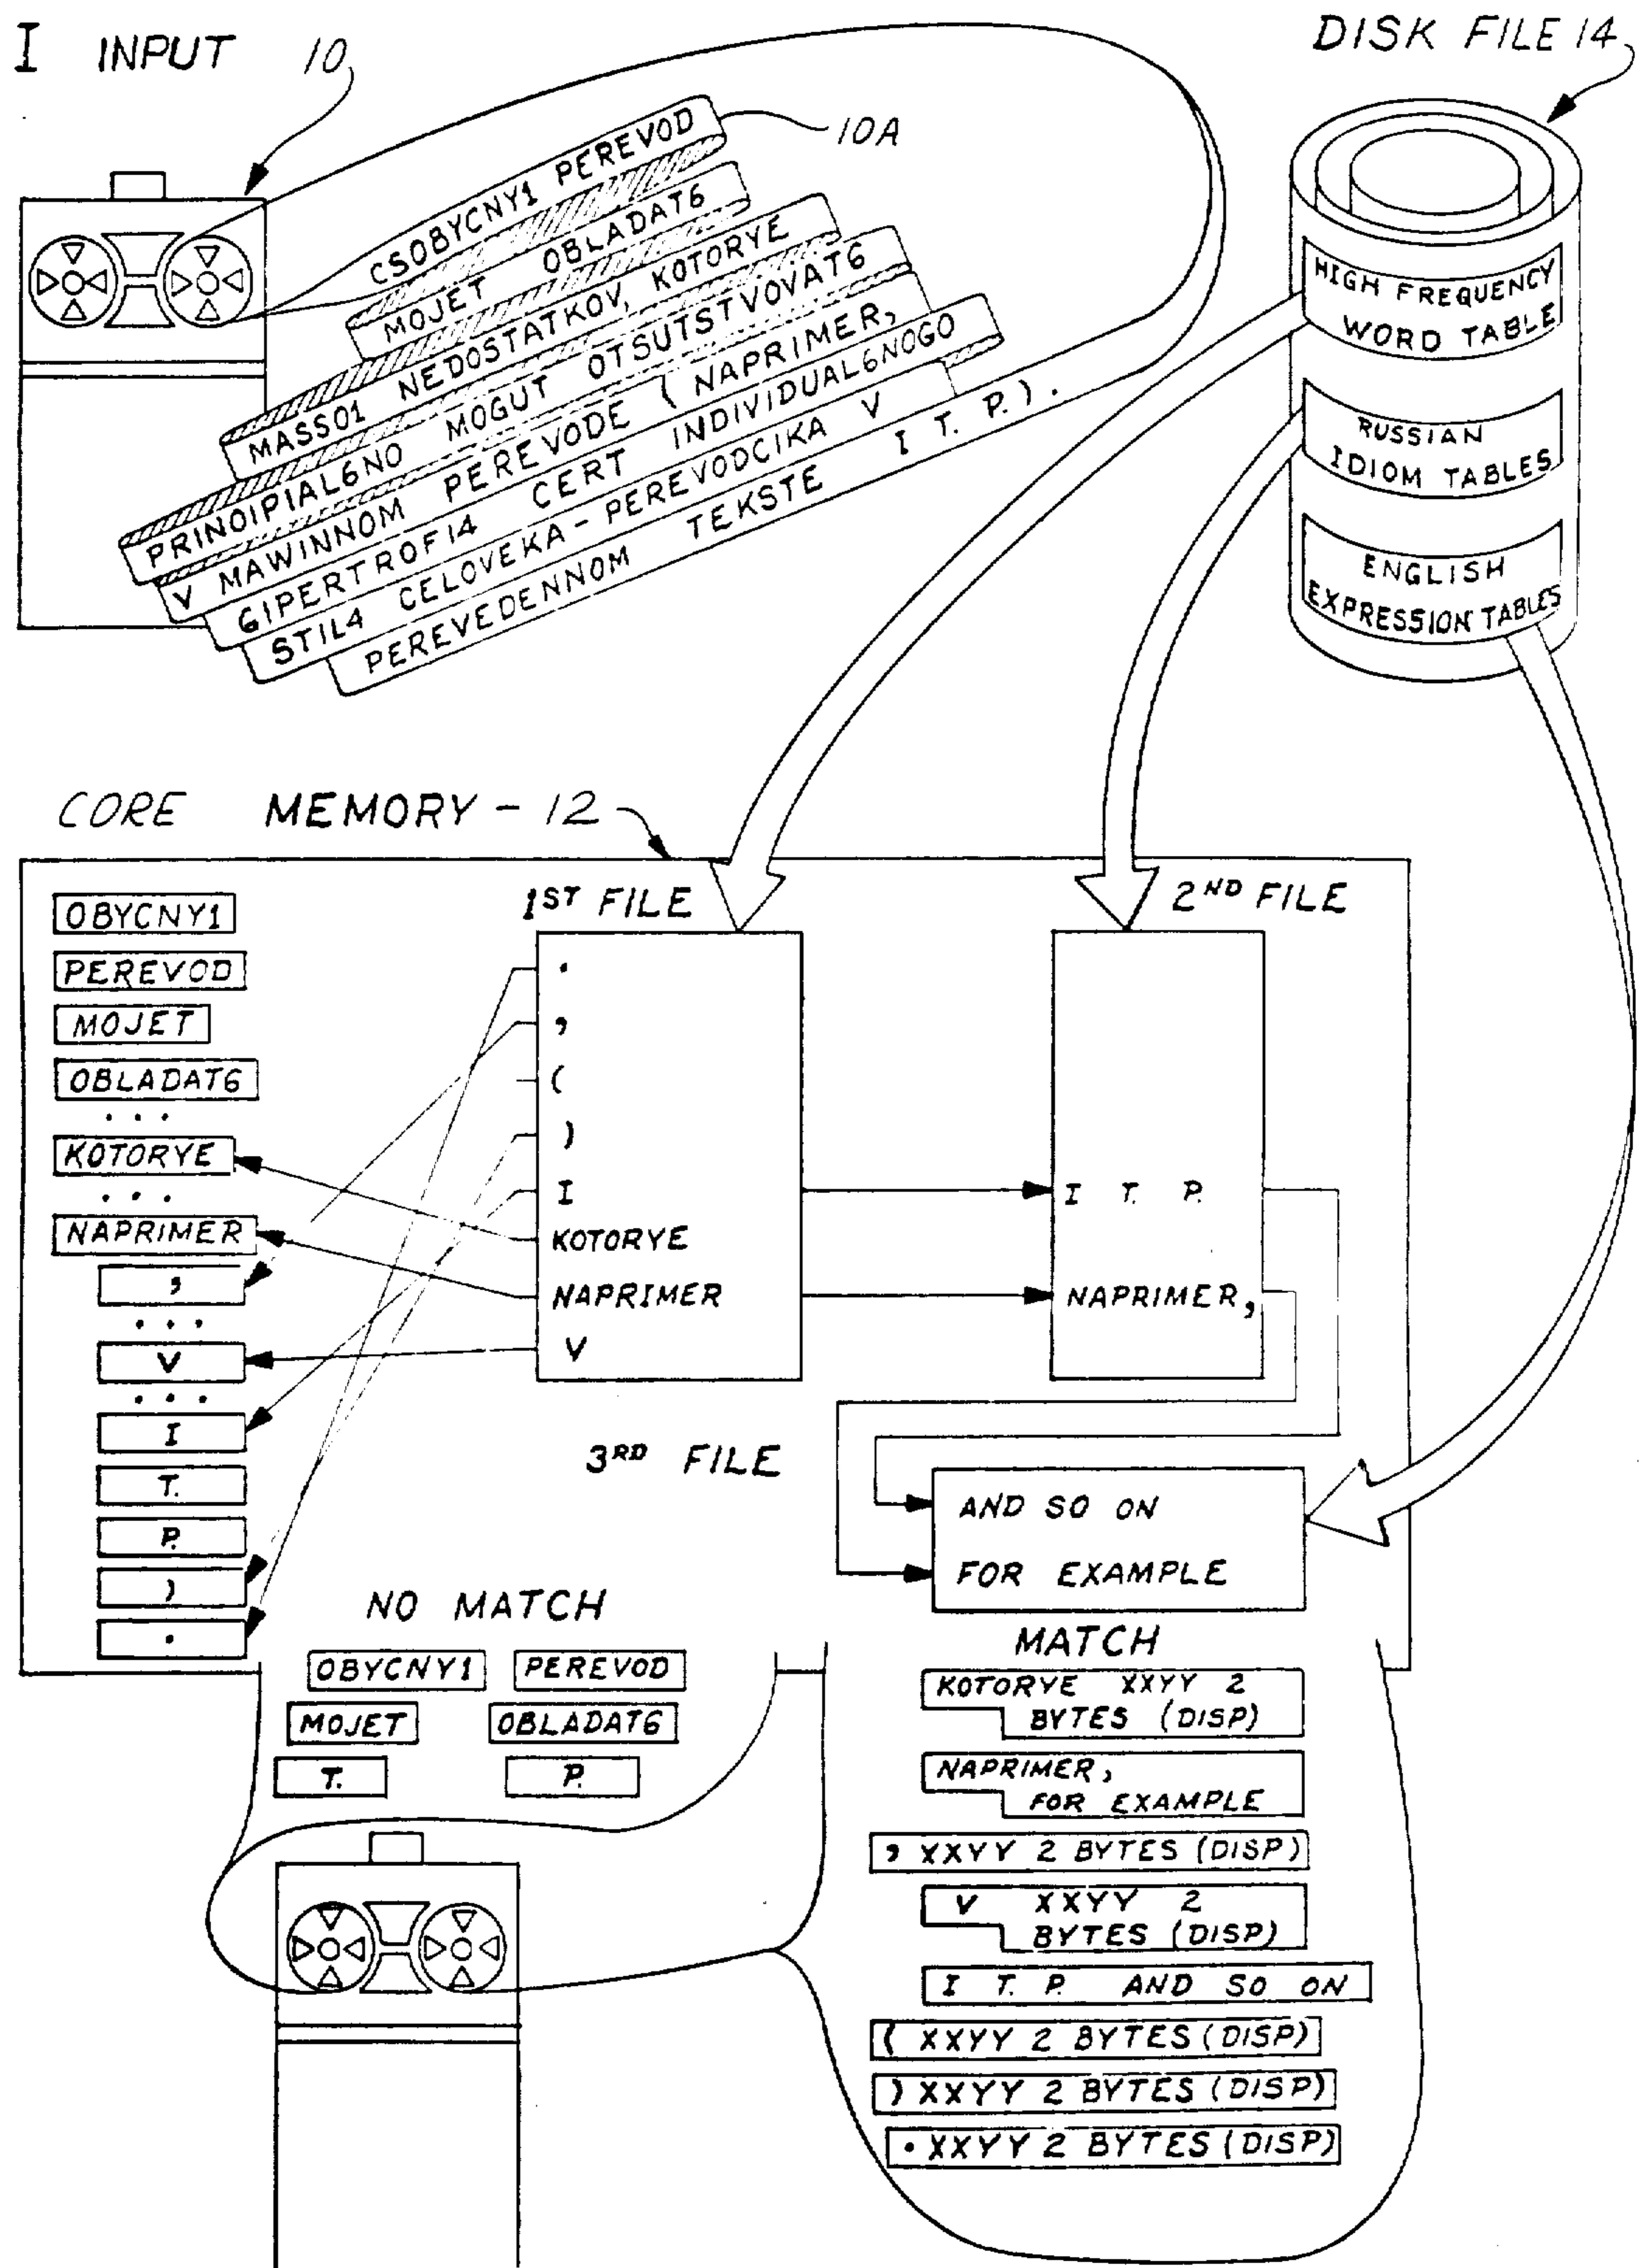 I INPUT 10
DISK FILE 14
10A
CSOBYCNY1 PEREVOD
MOJET OBLADAT6
MASSO1 NEDOSTATKOV, KOTORYE
PRINOIPIAL6NO MOGUT OTSUTSTVOVAT6
V MAWINNOM PEREVODE ( NAPRIMER,
GIPERTROFI4 CERT INDIVIDUAL6NOGO
STIL4 CELOVEKA-PEREVODCIKA V
PEREVEDENNOM TEKSTE I T. P.).
HIGH FREQUENCY
WORD TABLE
RUSSIAN
IDIOM TABLES
ENGLISH
EXPRESSION TABLES
CORE MEMORY - 12
OBYCNY1
PEREVOD
MOJET
OBLADAT6
...
KOTORYE
...
NAPRIMER
,
...
V
...
I
T.
P.
)
.
1ST FILE
.
,
(
)
I
KOTORYE
NAPRIMER
V
2ND FILE
I T. P.
NAPRIMER,
3RD FILE
AND SO ON
FOR EXAMPLE
NO MATCH
OBYCNY1 PEREVOD
MOJET OBLADAT6
T. P.
MATCH
KOTORYE XXYY 2
BYTES (DISP)
NAPRIMER,
FOR EXAMPLE
, XXYY 2 BYTES (DISP)
V XXYY 2
BYTES (DISP)
I T. P. AND SO ON
( XXYY 2 BYTES (DISP)
) XXYY 2 BYTES (DISP)
. XXYY 2 BYTES (DISP)